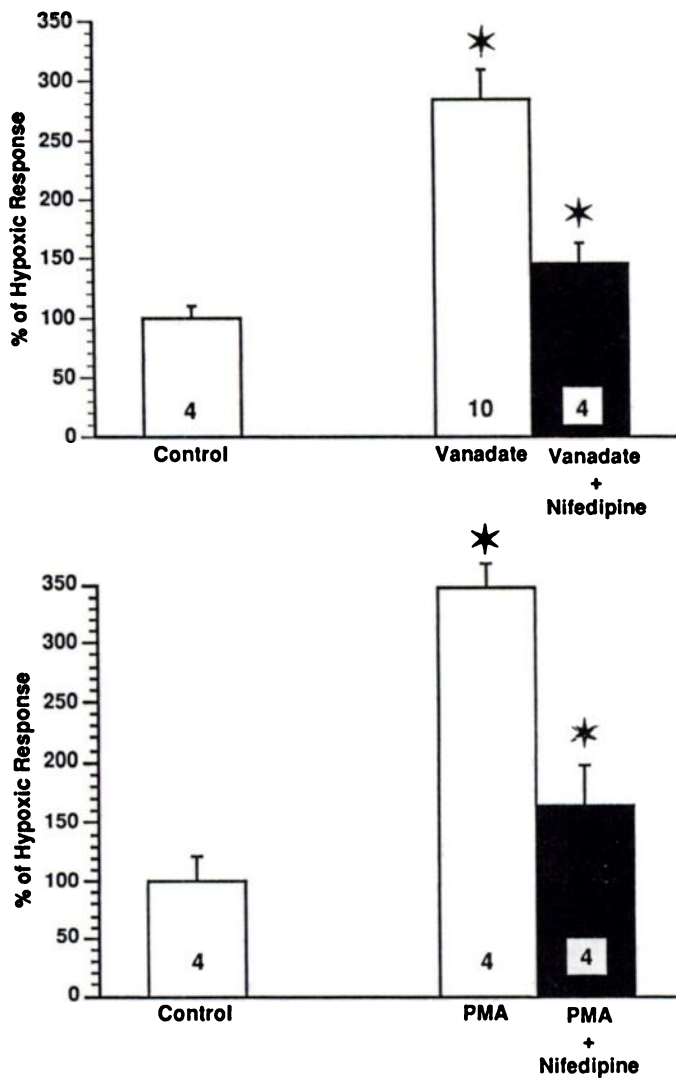 350
300
250
200
150
100
50
0
% of Hypoxic Response
4
10
4
Control
Vanadate
Vanadate
+
Nifedipine
350
300
250
200
150
100
50
0
% of Hypoxic Response
4
4
4
Control
PMA
PMA
+
Nifedipine